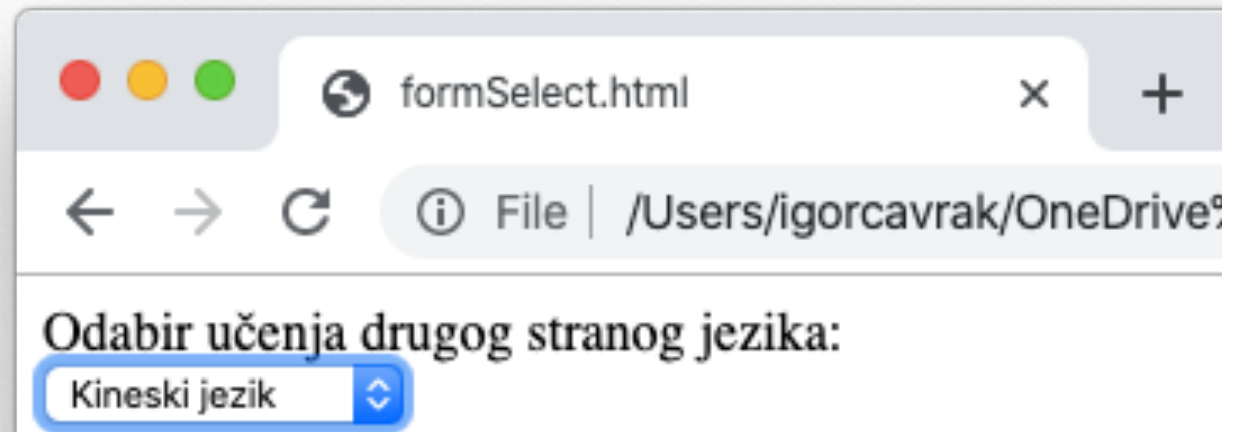 formSelect.html
File | /Users/igorcavrak/OneDrive%
Odabir učenja drugog stranog jezika:
Kineski jezik